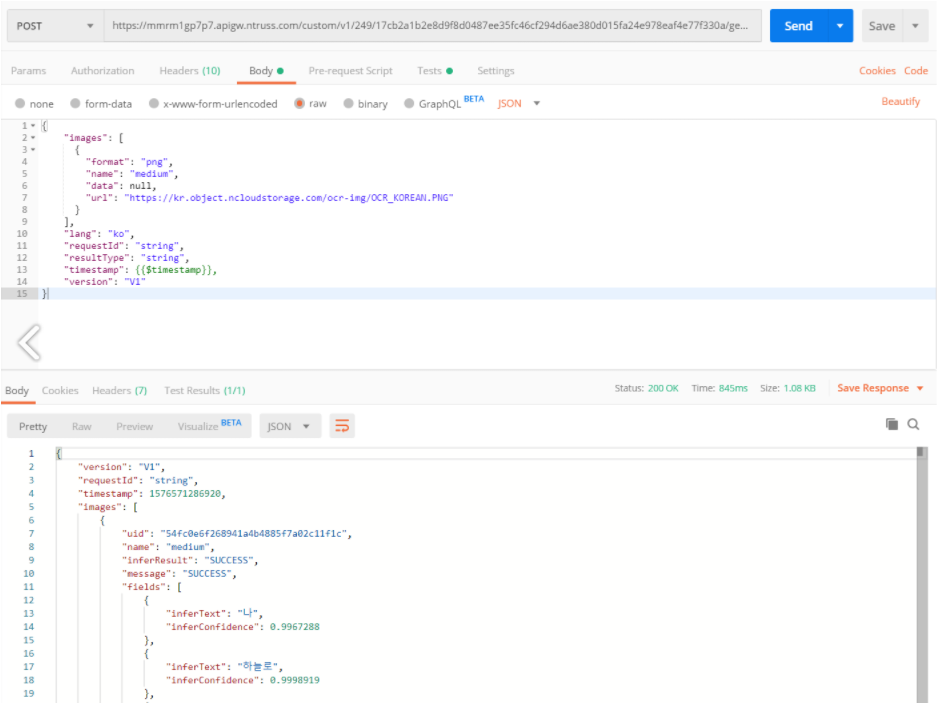 POST https://mmrm1gp7p7.apigw.ntruss.com/custom/v1/249/17cb2a1b2e8d9f8d0487ee35fc46cf294d6ae380d015fa24e978eaf4e77f330a/ge... Send Save
Params Authorization Headers (10) Body Pre-request Script Tests Settings Cookies Code
none form-data x-www-form-urlencoded raw binary GraphQL BETA JSON Beautify
1 {
2 "images": [
3 {
4 "format": "png",
5 "name": "medium",
6 "data": null,
7 "url": "https://kr.object.ncloudstorage.com/ocr-img/OCR_KOREAN.PNG"
8 }
9 ],
10 "lang": "ko",
11 "requestId": "string",
12 "resultType": "string",
13 "timestamp": {{$timestamp}},
14 "version": "V1"
15 }
Body Cookies Headers (7) Test Results (1/1) Status: 200 OK Time: 845ms Size: 1.08 KB Save Response
Pretty Raw Preview Visualize BETA JSON
1 {
2 "version": "V1",
3 "requestId": "string",
4 "timestamp": 1576571286920,
5 "images": [
6 {
7 "uid": "54fc0e6f268941a4b4885f7a02c11f1c",
8 "name": "medium",
9 "inferResult": "SUCCESS",
10 "message": "SUCCESS",
11 "fields": [
12 {
13 "inferText": "나",
14 "inferConfidence": 0.9967288
15 },
16 {
17 "inferText": "하늘로",
18 "inferConfidence": 0.9998919
19 },